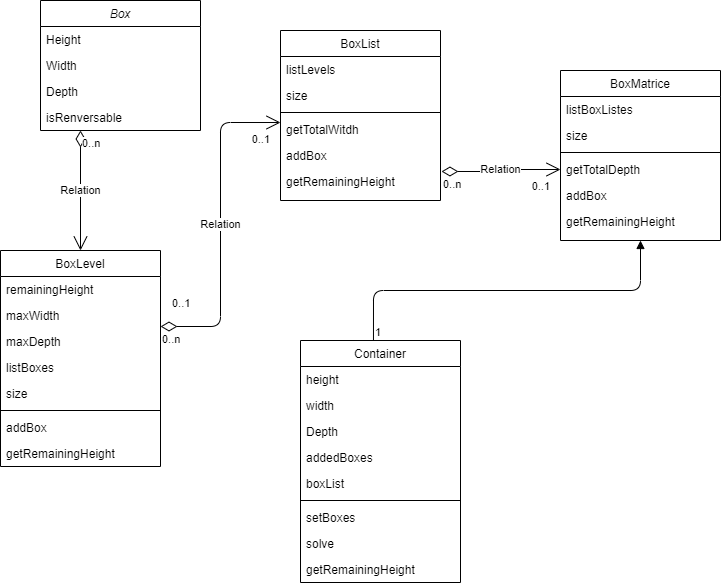 Box
Height
Width
Depth
isRenversable
0..n
Relation
BoxLevel
remainingHeight
maxWidth
maxDepth
listBoxes
size
addBox
getRemainingHeight
0..1
0..n
Relation
0..1
BoxList
listLevels
size
getTotalWitdh
addBox
getRemainingHeight
0..n
Relation
0..1
BoxMatrice
listBoxListes
size
getTotalDepth
addBox
getRemainingHeight
1
Container
height
width
Depth
addedBoxes
boxList
setBoxes
solve
getRemainingHeight